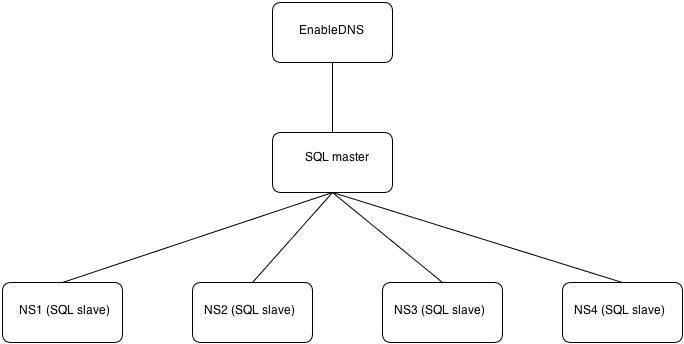 EnableDNS
SQL master
NS1 (SQL slave)
NS2 (SQL slave)
NS3 (SQL slave)
NS4 (SQL slave)